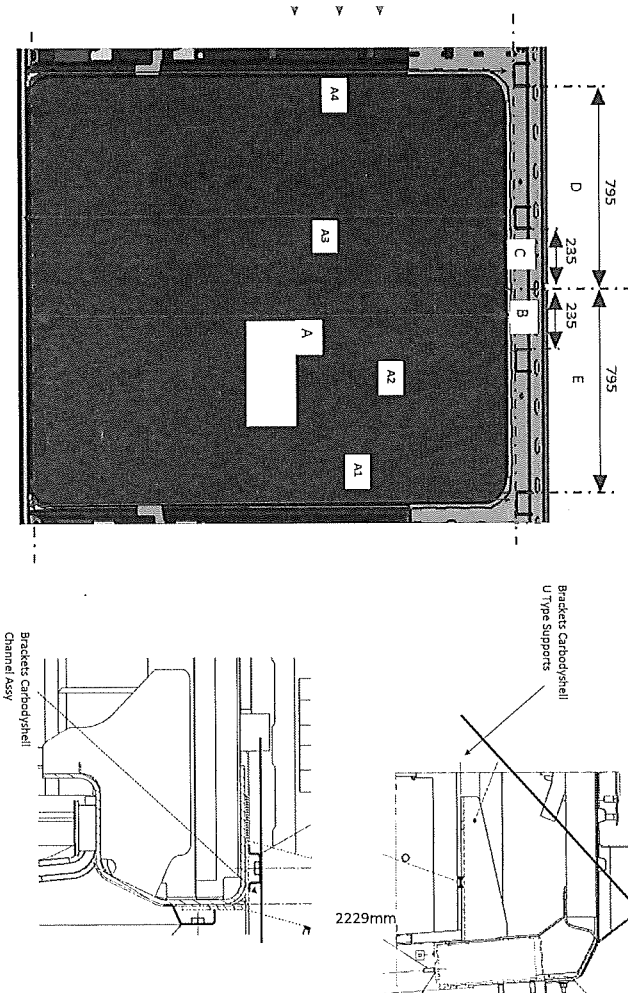 795
795
D
235
235
E
C
B
A4
A3
A
A2
A1
Brackets Carbodyshell
U Type Supports
2229mm
Brackets Carbodyshell
Channel Assy